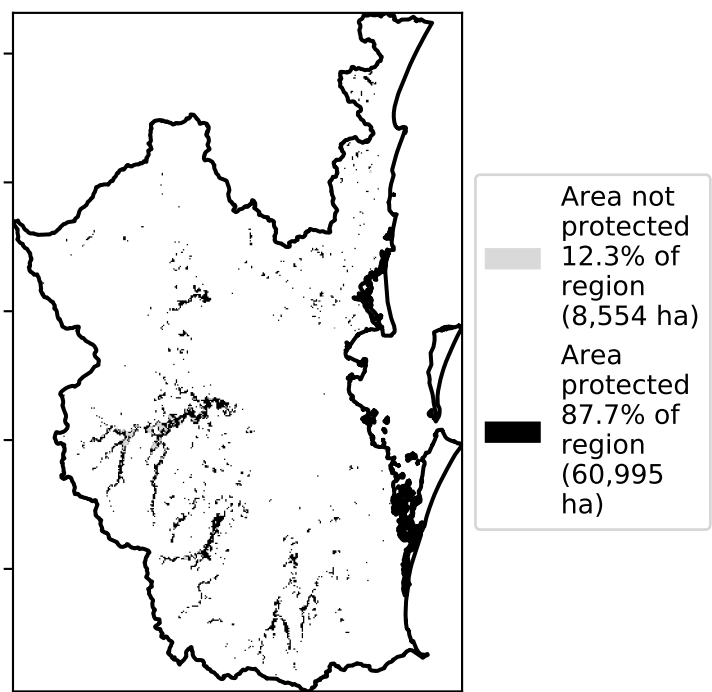 Area not
protected
12.3% of
region
(8,554 ha)
Area
protected
87.7% of
region
(60,995
ha)